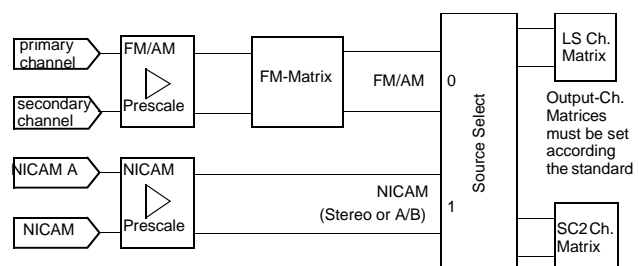 primary
channel
FM/AM
Prescale
secondary
channel
FM-Matrix
FM/AM
0
Source Select
LS Ch.
Matrix
Output-Ch.
Matrices
must be set
according
the standard
NICAM A
NICAM
Prescale
NICAM
NICAM
(Stereo or A/B)
1
SC2 Ch.
Matrix